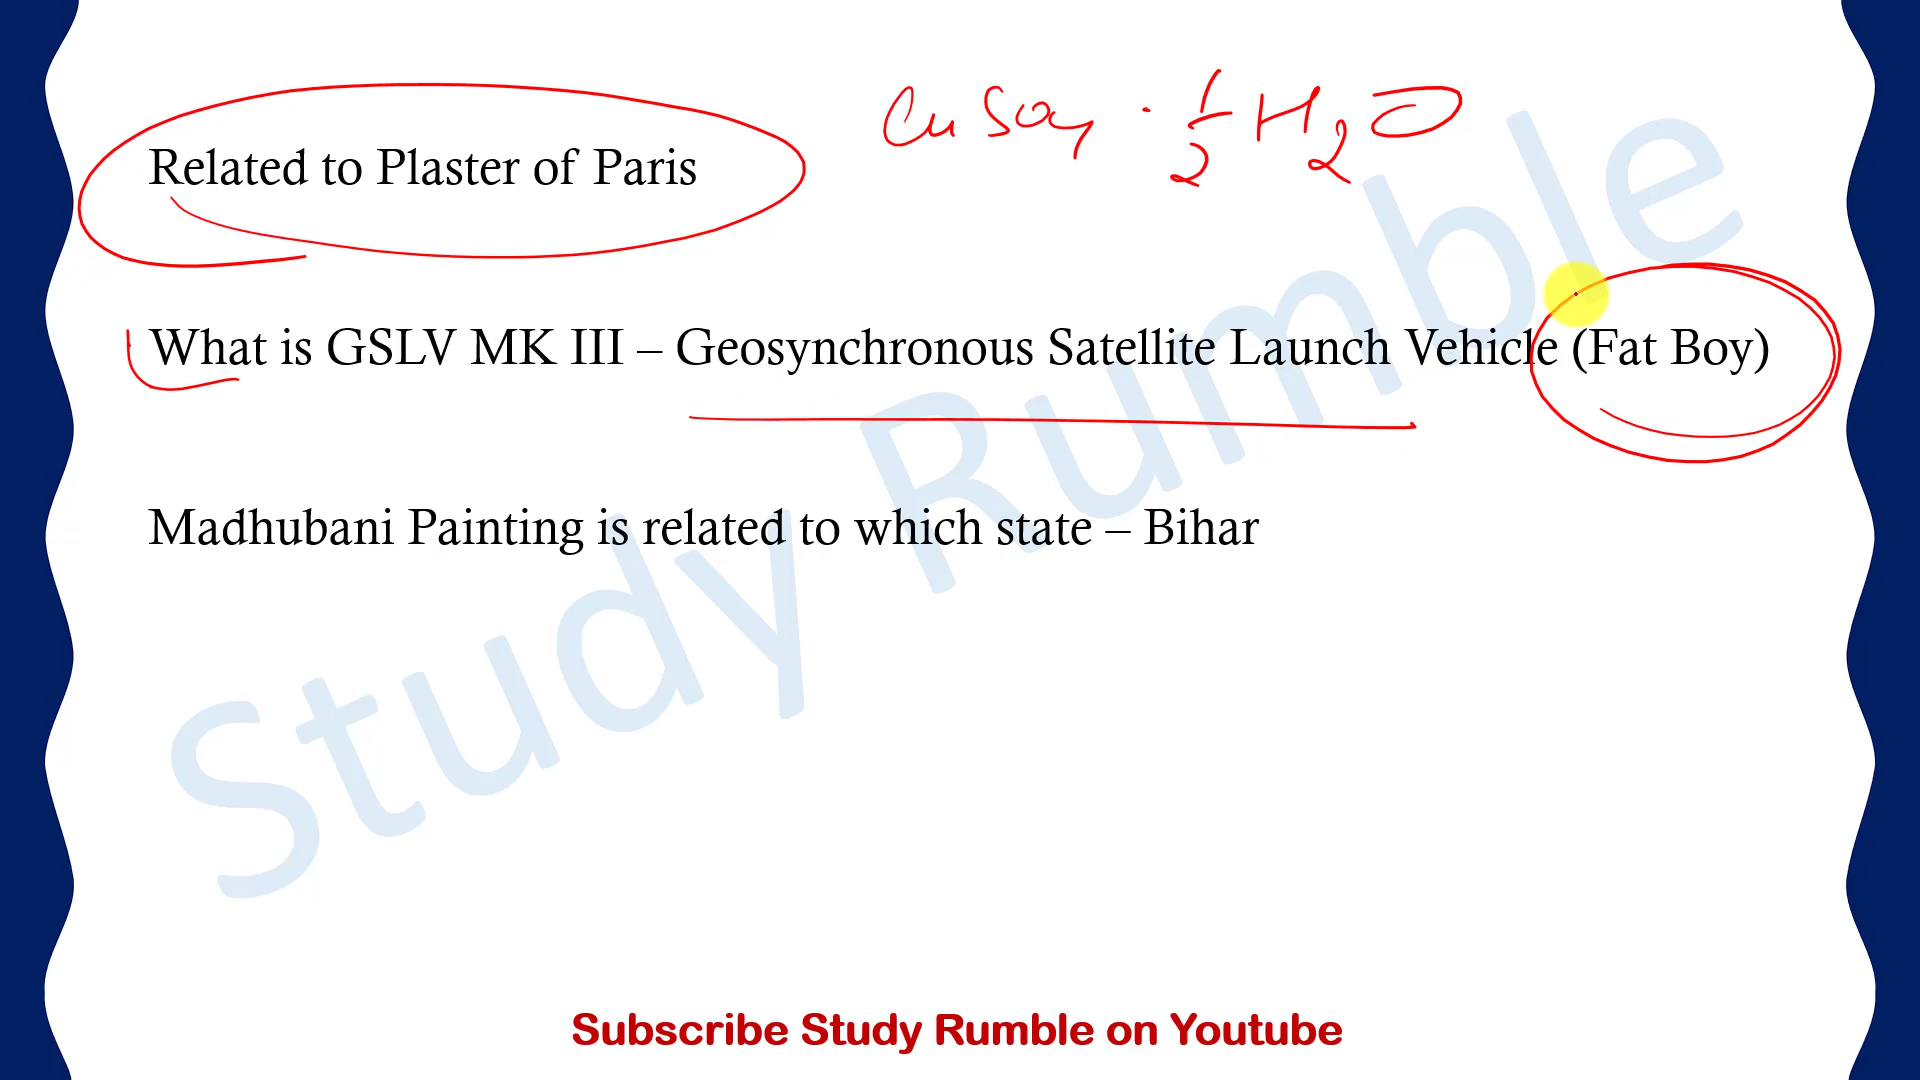 CuSO4 · 1/2 H2O
Related to Plaster of Paris
What is GSLV MK III – Geosynchronous Satellite Launch Vehicle (Fat Boy)
Madhubani Painting is related to which state – Bihar
Study Rumble
Subscribe Study Rumble on Youtube